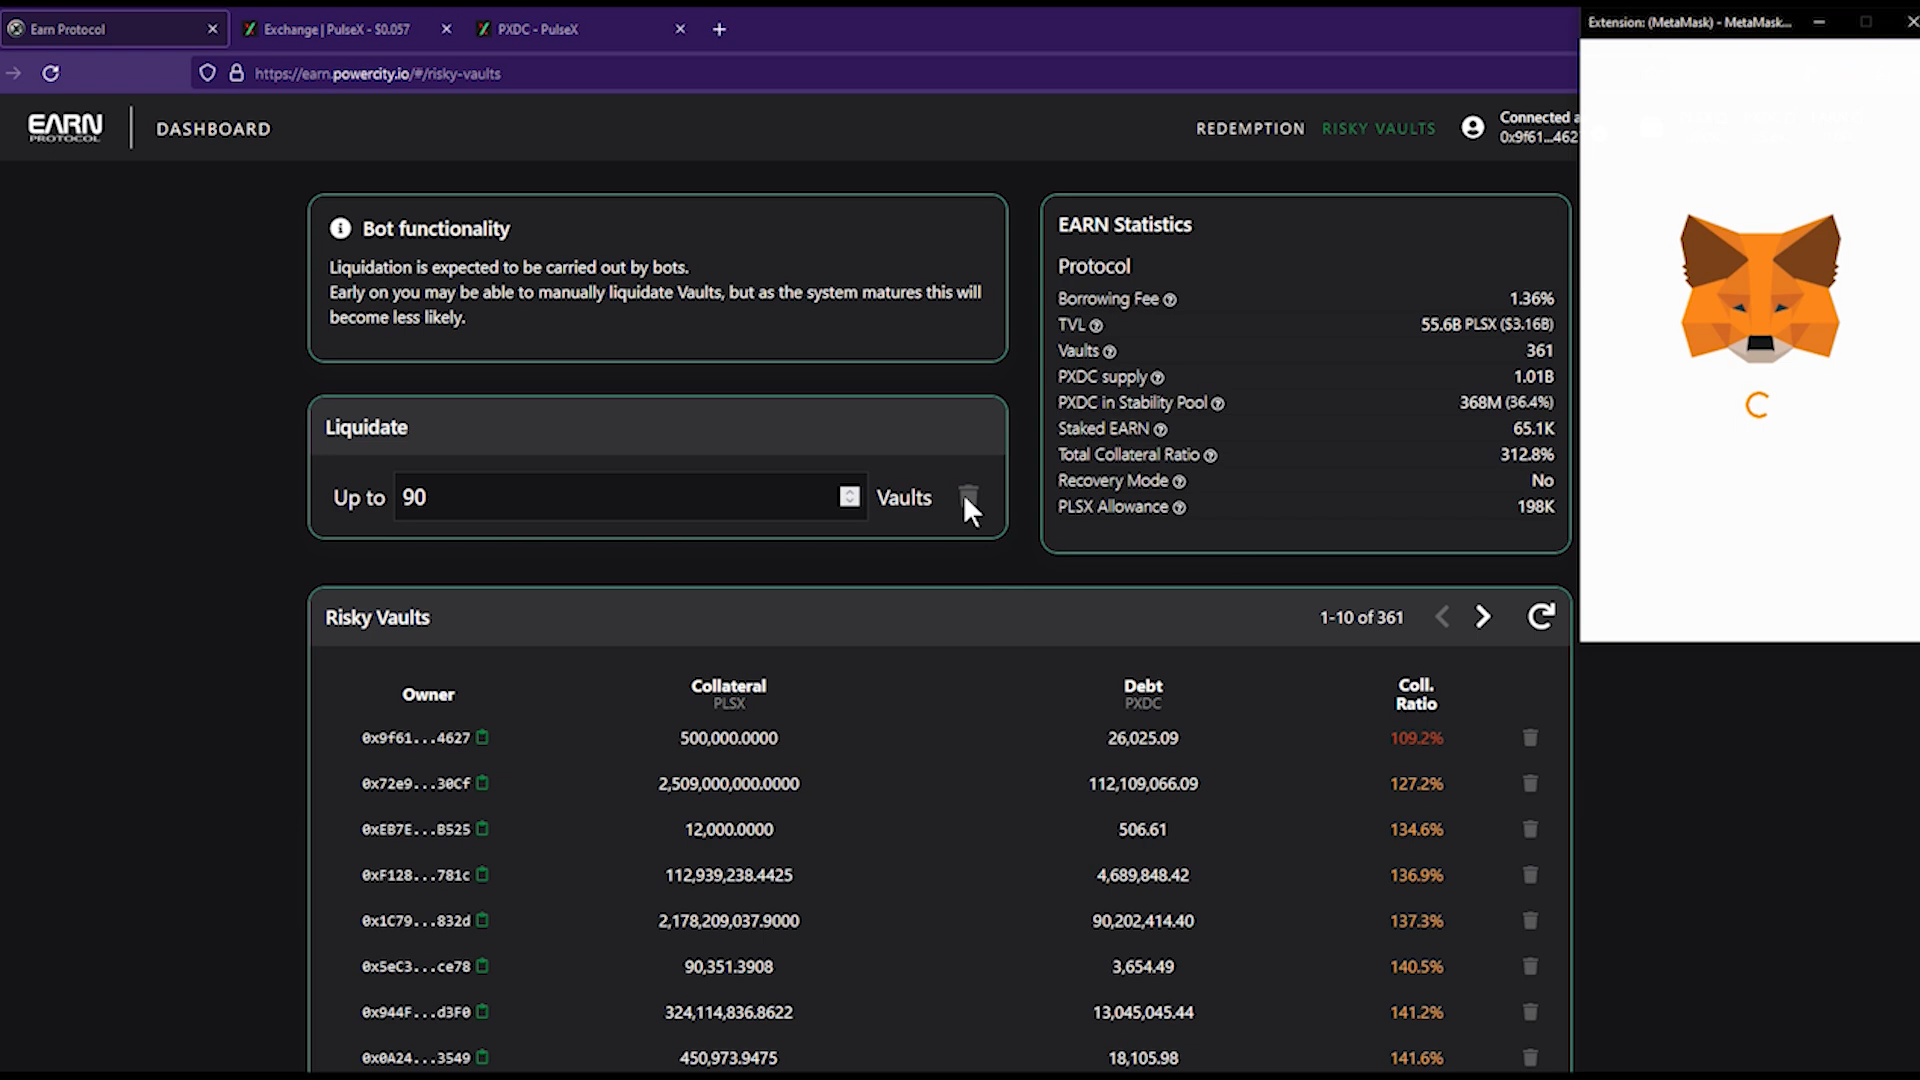 Earn Protocol
Exchange | PulseX - $0.057
PXDC - PulseX
Extension: (MetaMask) - MetaMask...
https://earn.powercity.io/#/risky-vaults
EARN
PROTOCOL
DASHBOARD
REDEMPTION
RISKY VAULTS
Connected a
0x9f61...462
Bot functionality
Liquidation is expected to be carried out by bots.
Early on you may be able to manually liquidate Vaults, but as the system matures this will
become less likely.
Liquidate
Up to 90 Vaults
EARN Statistics
Protocol
Borrowing Fee 1.36%
TVL 55.6B PLSX ($3.16B)
Vaults 361
PXDC supply 1.01B
PXDC in Stability Pool 368M (36.4%)
Staked EARN 65.1K
Total Collateral Ratio 312.8%
Recovery Mode No
PLSX Allowance 198K
Risky Vaults
1-10 of 361
Owner
Collateral
PLSX
Debt
PXDC
Coll.
Ratio
0x9f61...4627 500,000.0000 26,025.09 109.2%
0x72e9...30Cf 2,509,000,000.0000 112,109,066.09 127.2%
0xEB7E...B525 12,000.0000 506.61 134.6%
0xF128...781c 112,939,238.4425 4,689,848.42 136.9%
0x1C79...832d 2,178,209,037.9000 90,202,414.40 137.3%
0x5eC3...ce78 90,351.3908 3,654.49 140.5%
0x944F...d3F0 324,114,836.8622 13,045,045.44 141.2%
0x0A24...3549 450,973.9475 18,105.98 141.6%